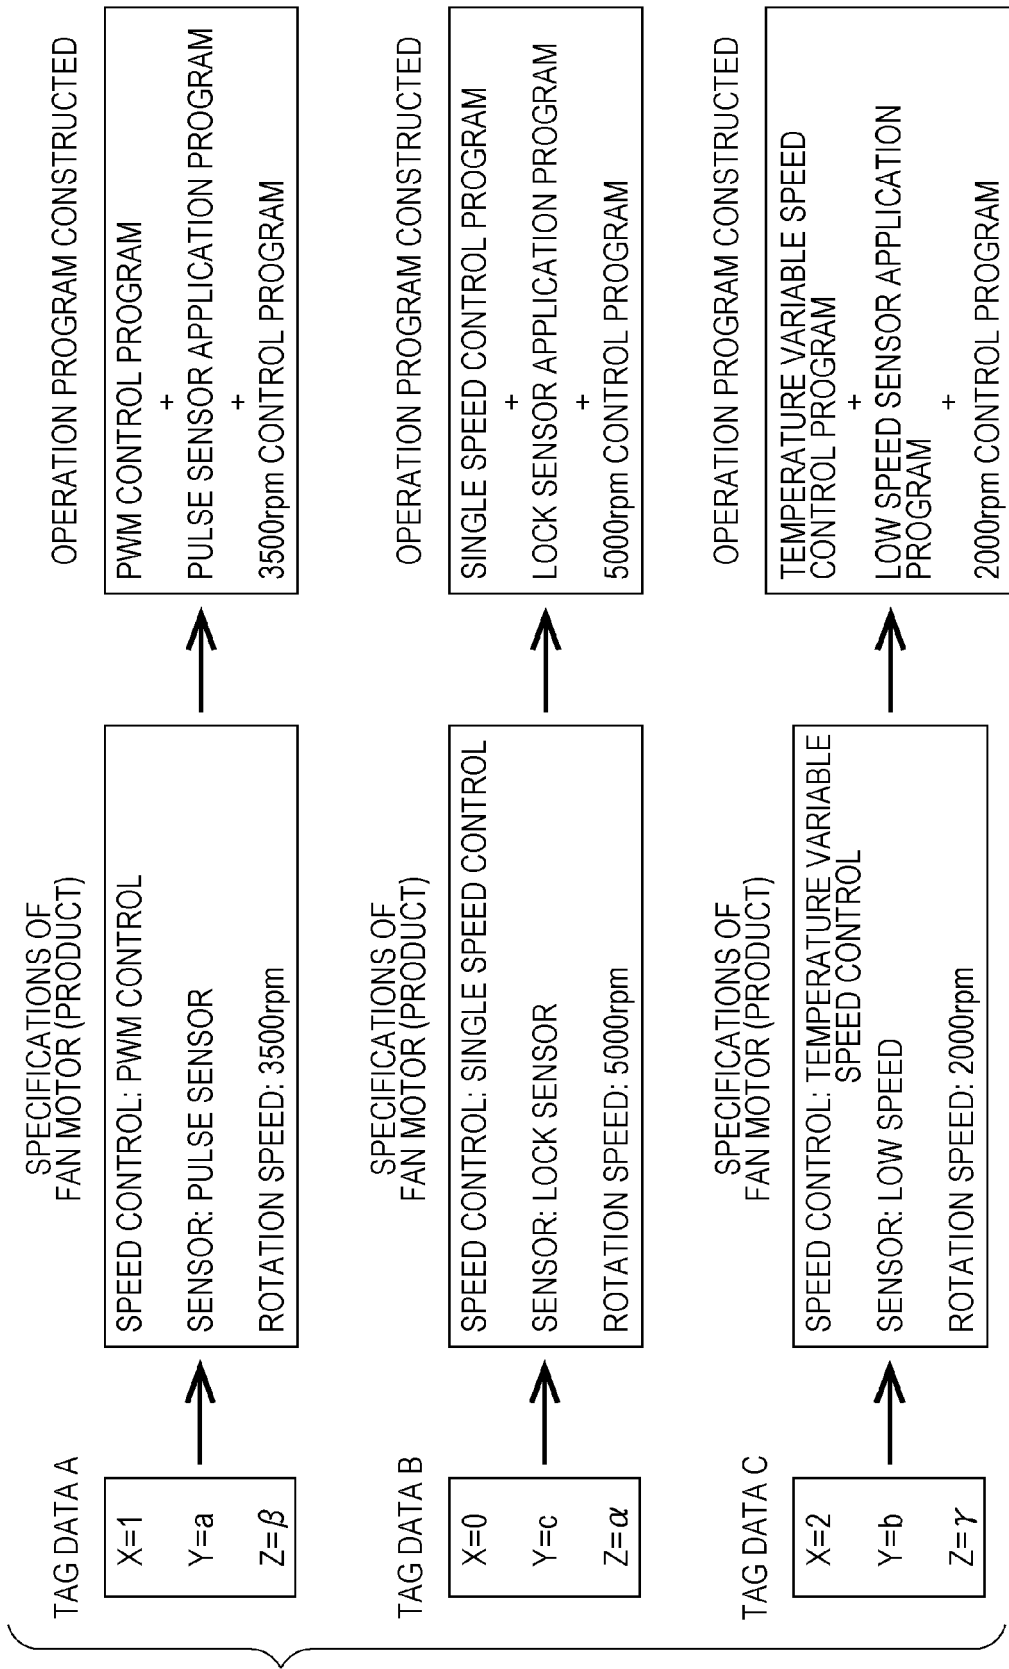 TAG DATA A
X=1
Y=a
Z=β
SPECIFICATIONS OF
FAN MOTOR (PRODUCT)
SPEED CONTROL: PWM CONTROL
SENSOR: PULSE SENSOR
ROTATION SPEED: 3500rpm
OPERATION PROGRAM CONSTRUCTED
PWM CONTROL PROGRAM
+
PULSE SENSOR APPLICATION PROGRAM
+
3500rpm CONTROL PROGRAM
TAG DATA B
X=0
Y=c
Z=α
SPECIFICATIONS OF
FAN MOTOR (PRODUCT)
SPEED CONTROL: SINGLE SPEED CONTROL
SENSOR: LOCK SENSOR
ROTATION SPEED: 5000rpm
OPERATION PROGRAM CONSTRUCTED
SINGLE SPEED CONTROL PROGRAM
+
LOCK SENSOR APPLICATION PROGRAM
+
5000rpm CONTROL PROGRAM
TAG DATA C
X=2
Y=b
Z=γ
SPECIFICATIONS OF
FAN MOTOR (PRODUCT)
SPEED CONTROL: TEMPERATURE VARIABLE
SPEED CONTROL
SENSOR: LOW SPEED
ROTATION SPEED: 2000rpm
OPERATION PROGRAM CONSTRUCTED
TEMPERATURE VARIABLE SPEED
CONTROL PROGRAM
+
LOW SPEED SENSOR APPLICATION
PROGRAM
+
2000rpm CONTROL PROGRAM